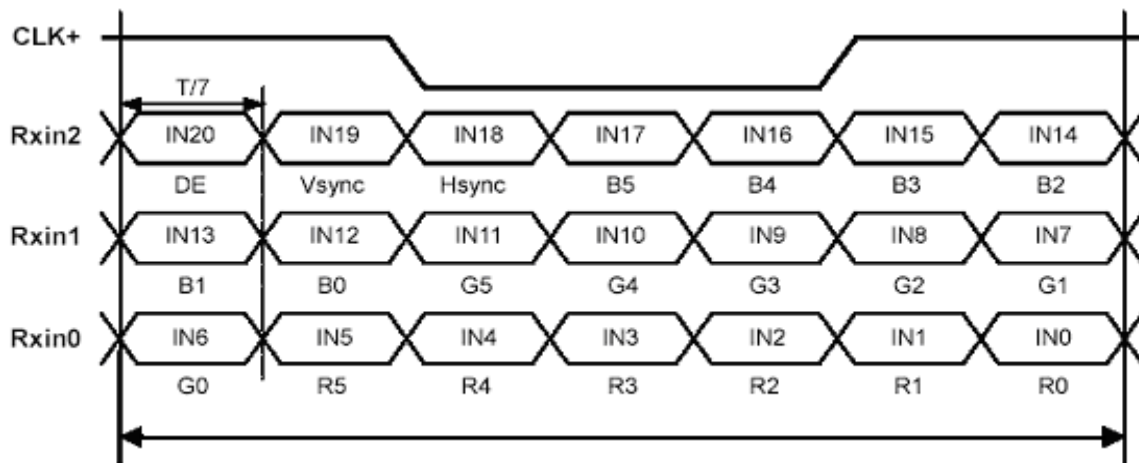 CLK+
T/7
Rxin2 IN20 IN19 IN18 IN17 IN16 IN15 IN14
DE Vsync Hsync B5 B4 B3 B2
Rxin1 IN13 IN12 IN11 IN10 IN9 IN8 IN7
B1 B0 G5 G4 G3 G2 G1
Rxin0 IN6 IN5 IN4 IN3 IN2 IN1 IN0
G0 R5 R4 R3 R2 R1 R0